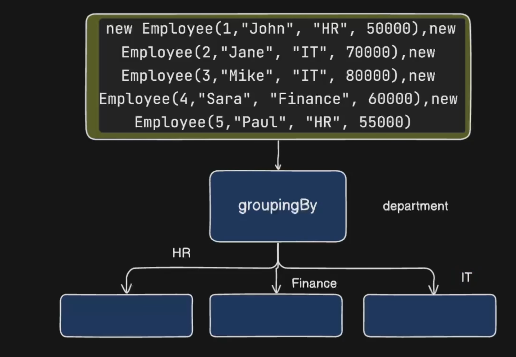 new Employee(1,"John", "HR", 50000),new
Employee(2,"Jane", "IT", 70000),new
Employee(3,"Mike", "IT", 80000),new
Employee(4,"Sara", "Finance", 60000),new
Employee(5,"Paul", "HR", 55000)
groupingBy
department
HR
Finance
IT